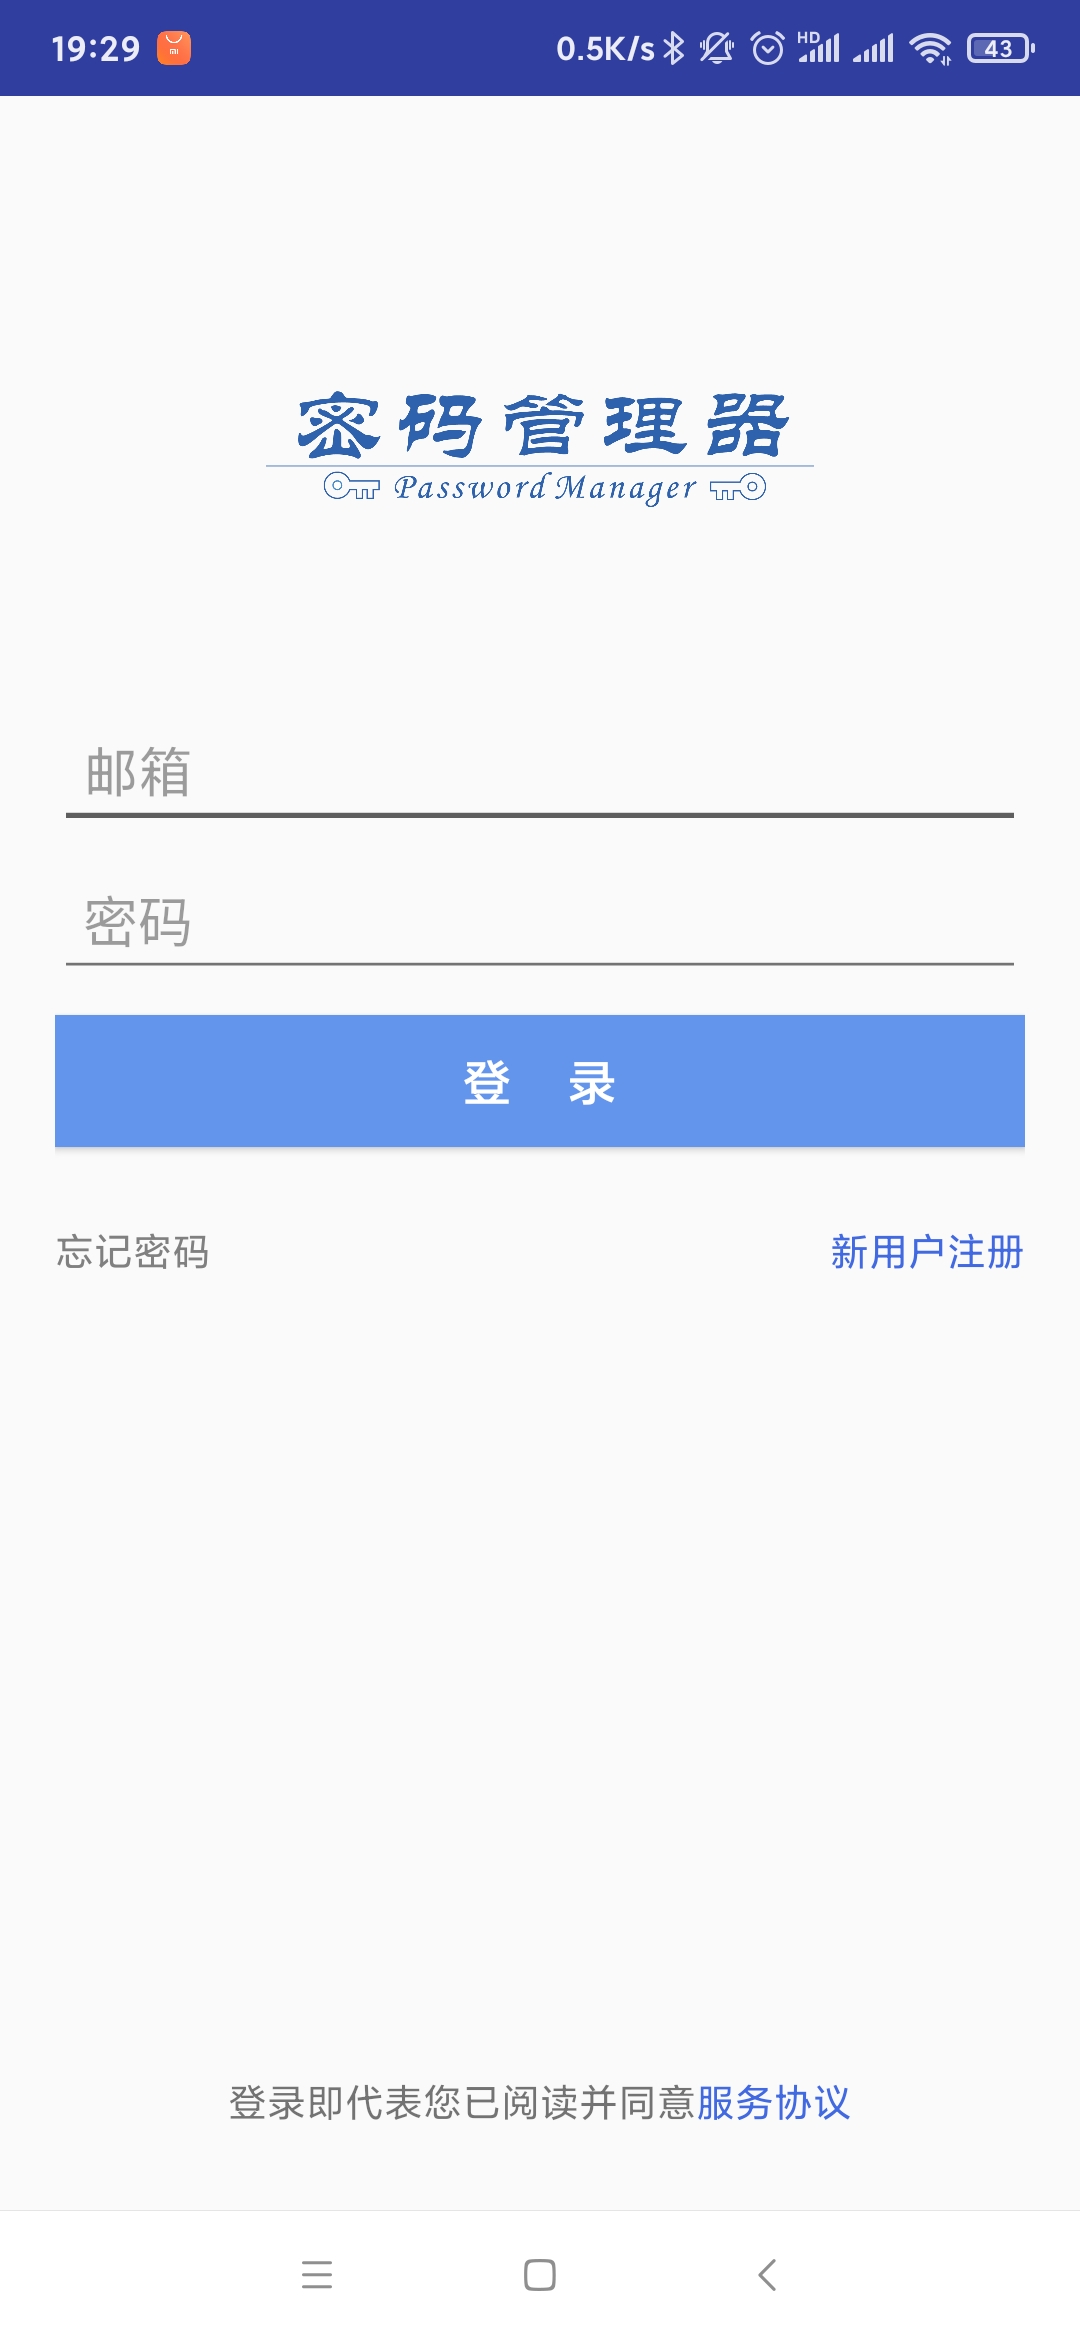 19:29 0.5K/s HD 43
密码管理器
Password Manager
邮箱
密码
登 录
忘记密码 新用户注册
登录即代表您已阅读并同意服务协议